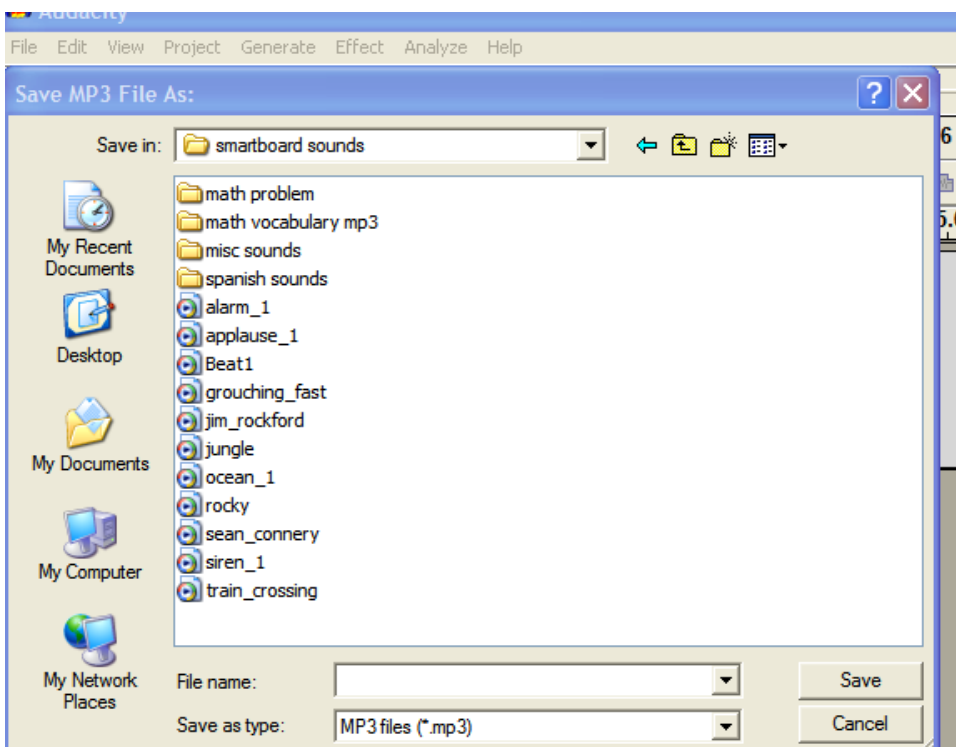 Audacity
File Edit View Project Generate Effect Analyze Help
Save MP3 File As:
Save in: smartboard sounds
6
math problem
math vocabulary mp3
misc sounds
spanish sounds
alarm_1
applause_1
Beat1
grouching_fast
jim_rockford
jungle
ocean_1
rocky
sean_connery
siren_1
train_crossing
My Recent
Documents
Desktop
My Documents
My Computer
My Network
Places
File name:
Save
Save as type: MP3 files (*.mp3)
Cancel